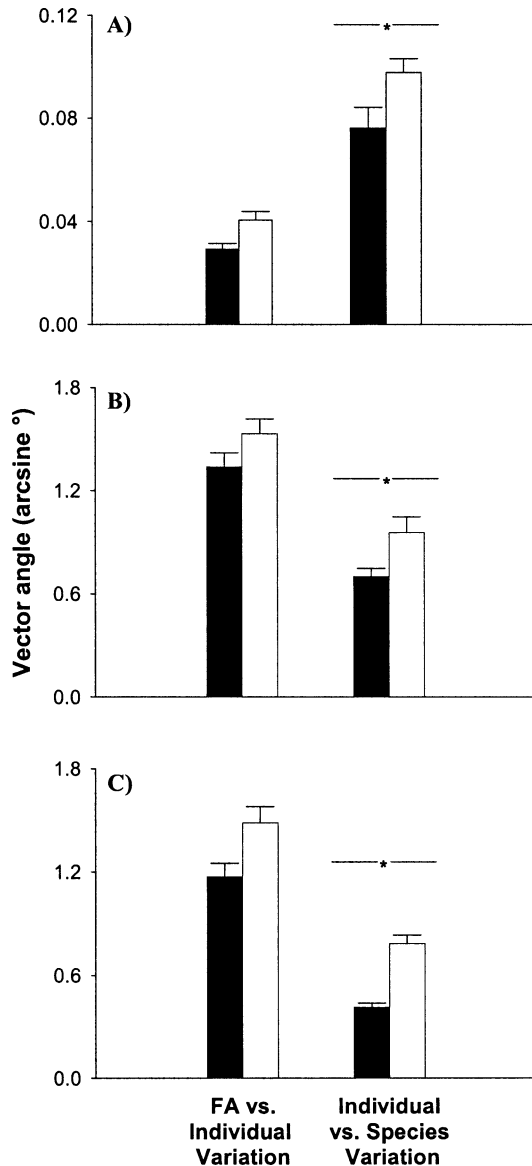 A)
*
0.12
0.08
0.04
0.00
B)
*
1.8
1.2
0.6
0.0
C)
*
1.8
1.2
0.6
0.0
Vector angle (arcsine °)
FA vs.
Individual
Variation
Individual
vs. Species
Variation